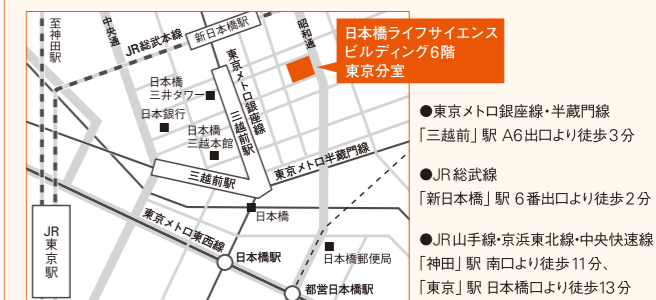 至神田駅
中央通
JR総武本線
新日本橋駅
昭和通
日本橋ライフサイエンス
ビルディング6階
東京分室
東京メトロ銀座線
日本橋
三井タワー
日本銀行
日本橋
三越本館
三越前駅
三越前駅
東京メトロ半蔵門線
日本橋
東京メトロ東西線
JR
東京駅
日本橋駅
日本橋郵便局
都営日本橋駅
●東京メトロ銀座線・半蔵門線
「三越前」駅 A6出口より徒歩3分
●JR総武線
「新日本橋」駅 6番出口より徒歩2分
●JR山手線・京浜東北線・中央快速線
「神田」駅 南口より徒歩11分、
「東京」駅 日本橋口より徒歩13分